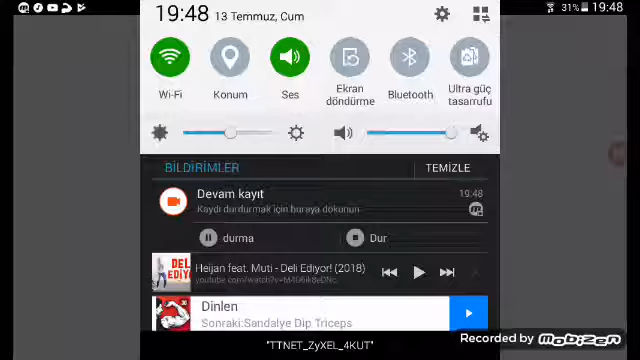 31% 19:48
19:48 13 Temmuz, Cum
Wi-Fi
Konum
Ses
Ekran döndürme
Bluetooth
Ultra güç tasarrufu
BİLDİRİMLER
TEMİZLE
Devam kayıt
19:48
Kaydı durdurmak için buraya dokunun
durma
Dur
Heijan feat. Muti - Deli Ediyor! (2018)
DELİ EDİYO
Dinlen
Sonraki:Sandalye Dip Triceps
Recorded by Mobizen
"TTNET_ZyXEL_4KUT"